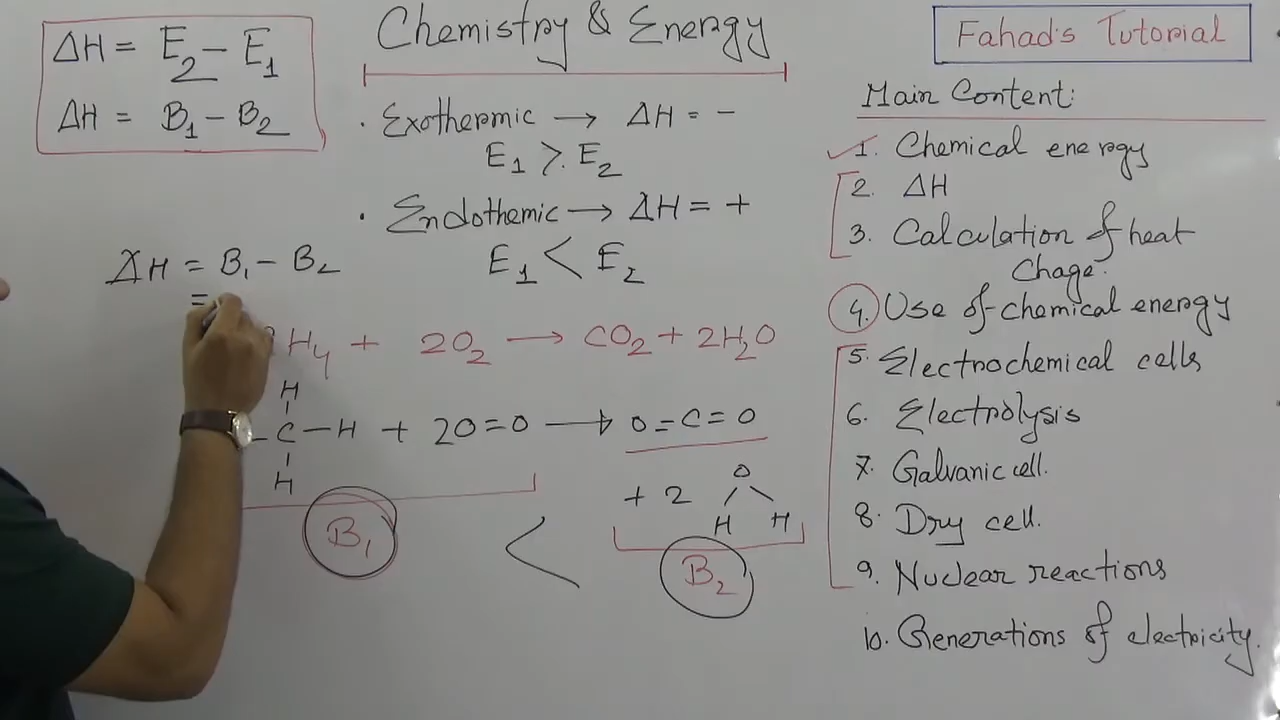 ΔH = E₂ – E₁
ΔH = B₁ – B₂
Chemistry & Energy
· Exothermic → ΔH = –
E₁ > E₂
· Endothemic → ΔH = +
E₁ < E₂
ΔH = B₁ – B₂
=
H₄ + 2O₂ → CO₂ + 2H₂O
H
– C – H + 2O=O → O=C=O
H
+ 2 O
H H
B₁ < B₂
Fahad's Tutorial
Main Content:
1. Chemical energy
2. ΔH
3. Calculation of heat
Chage.
4. Use of chemical energy
5. Electrochemical cells
6. Electrolysis
7. Galvanic cell.
8. Dry cell.
9. Nuclear reactions
10. Generations of electricity.